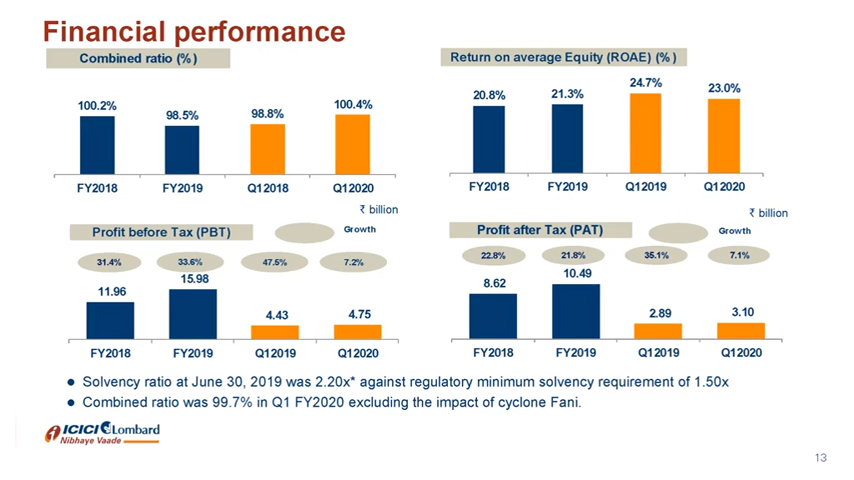 Financial performance
Combined ratio (%)
100.2%
98.5%
98.8%
100.4%
FY2018 FY2019 Q12018 Q12020
Return on average Equity (ROAE) (%)
20.8%
21.3%
24.7%
23.0%
FY2018 FY2019 Q12019 Q12020
₹ billion
Profit before Tax (PBT)
Growth
31.4% 33.6% 47.5% 7.2%
11.96
15.98
4.43
4.75
FY2018 FY2019 Q12019 Q12020
₹ billion
Profit after Tax (PAT)
Growth
22.8% 21.8% 35.1% 7.1%
8.62
10.49
2.89
3.10
FY2018 FY2019 Q12019 Q12020
● Solvency ratio at June 30, 2019 was 2.20x* against regulatory minimum solvency requirement of 1.50x
● Combined ratio was 99.7% in Q1 FY2020 excluding the impact of cyclone Fani.
ICICI Lombard
Nibhaye Vaade
13